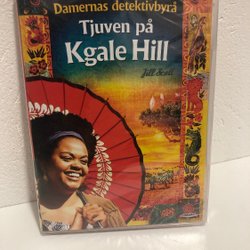 Damernas detektivbyrå
Tjuven på
Kgale Hill
Jill Scott